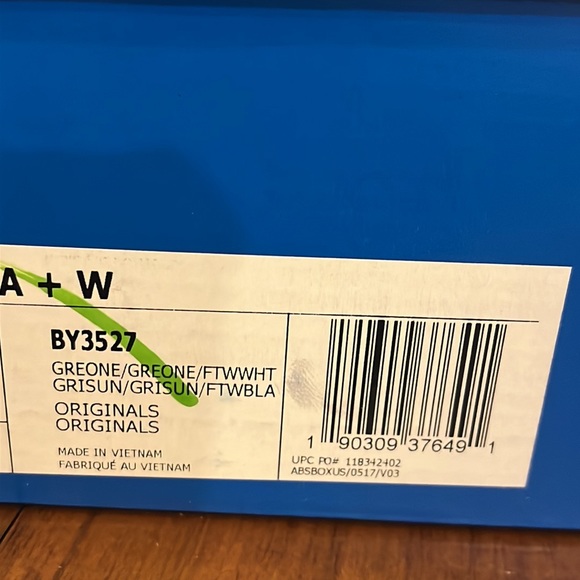 A + W
BY3527
GREONE/GREONE/FTWWHT
GRISUN/GRISUN/FTWBLA
ORIGINALS
ORIGINALS
MADE IN VIETNAM
FABRIQUÉ AU VIETNAM
1 90309 37649 1
UPC PO# 118342402
ABSBOXUS/0517/V03